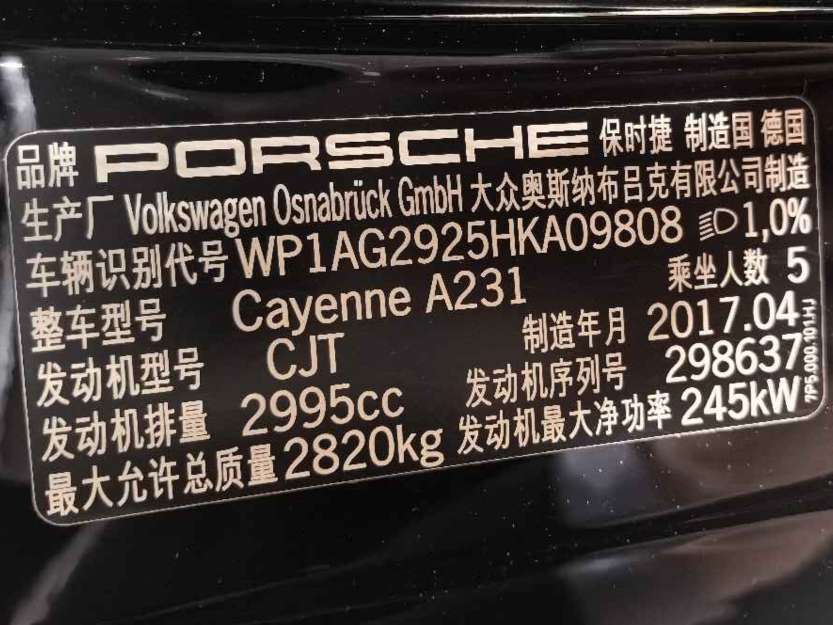 品牌 PORSCHE 保时捷 制造国 德国
生产厂 Volkswagen Osnabrück GmbH 大众奥斯纳布吕克有限公司制造
车辆识别代号 WP1AG2925HKA09808 1,0%
整车型号 Cayenne A231 乘坐人数 5
发动机型号 CJT 制造年月 2017.04
发动机排量 2995cc 发动机序列号 298637
最大允许总质量 2820kg 发动机最大净功率 245kW
7P5.000.101.HJ